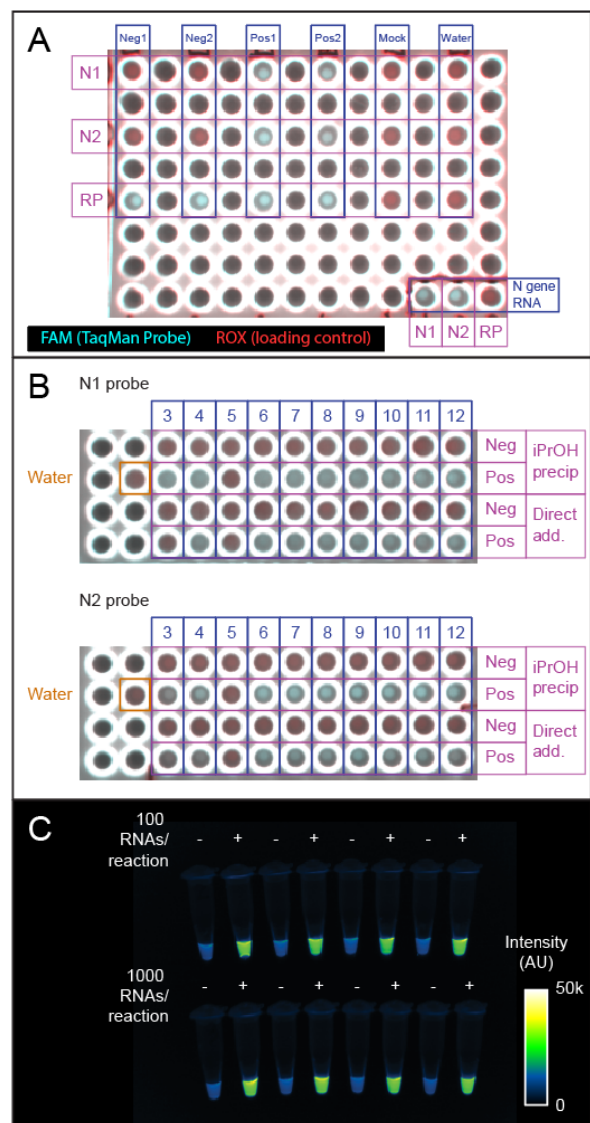 A
Neg1 Neg2 Pos1 Pos2 Mock Water
N1
N2
RP
N gene
RNA
FAM (TaqMan Probe) ROX (loading control)
N1 N2 RP
B
N1 probe
3 4 5 6 7 8 9 10 11 12
Neg
iPrOH
precip
Water
Pos
Neg
Direct
add.
Pos
N2 probe
3 4 5 6 7 8 9 10 11 12
Neg
iPrOH
precip
Water
Pos
Neg
Direct
add.
Pos
C
100
RNAs/
reaction
- + - + - + - +
Intensity
(AU)
50k
0
1000
RNAs/
reaction
- + - + - + - +